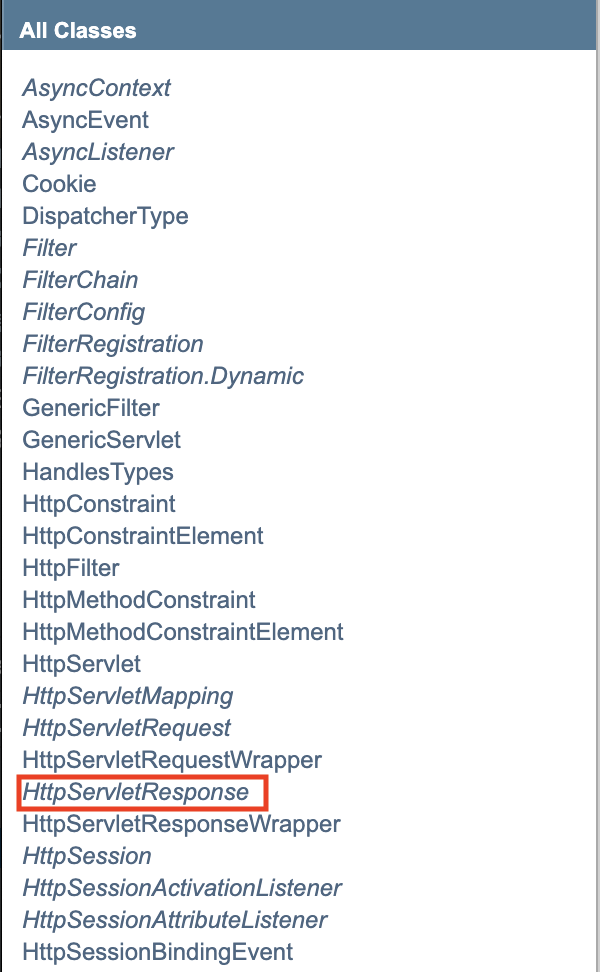 All Classes
AsyncContext
AsyncEvent
AsyncListener
Cookie
DispatcherType
Filter
FilterChain
FilterConfig
FilterRegistration
FilterRegistration.Dynamic
GenericFilter
GenericServlet
HandlesTypes
HttpConstraint
HttpConstraintElement
HttpFilter
HttpMethodConstraint
HttpMethodConstraintElement
HttpServlet
HttpServletMapping
HttpServletRequest
HttpServletRequestWrapper
HttpServletResponse
HttpServletResponseWrapper
HttpSession
HttpSessionActivationListener
HttpSessionAttributeListener
HttpSessionBindingEvent